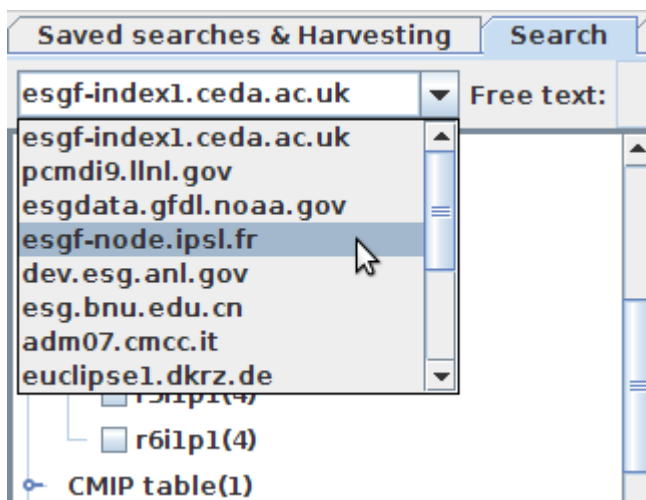 Saved searches & Harvesting Search
esgf-index1.ceda.ac.uk Free text:
esgf-index1.ceda.ac.uk
pcmdi9.llnl.gov
esgdata.gfdl.noaa.gov
esgf-node.ipsl.fr
dev.esg.anl.gov
esg.bnu.edu.cn
adm07.cmcc.it
euclipse1.dkrz.de
r6i1p1(4)
CMIP table(1)